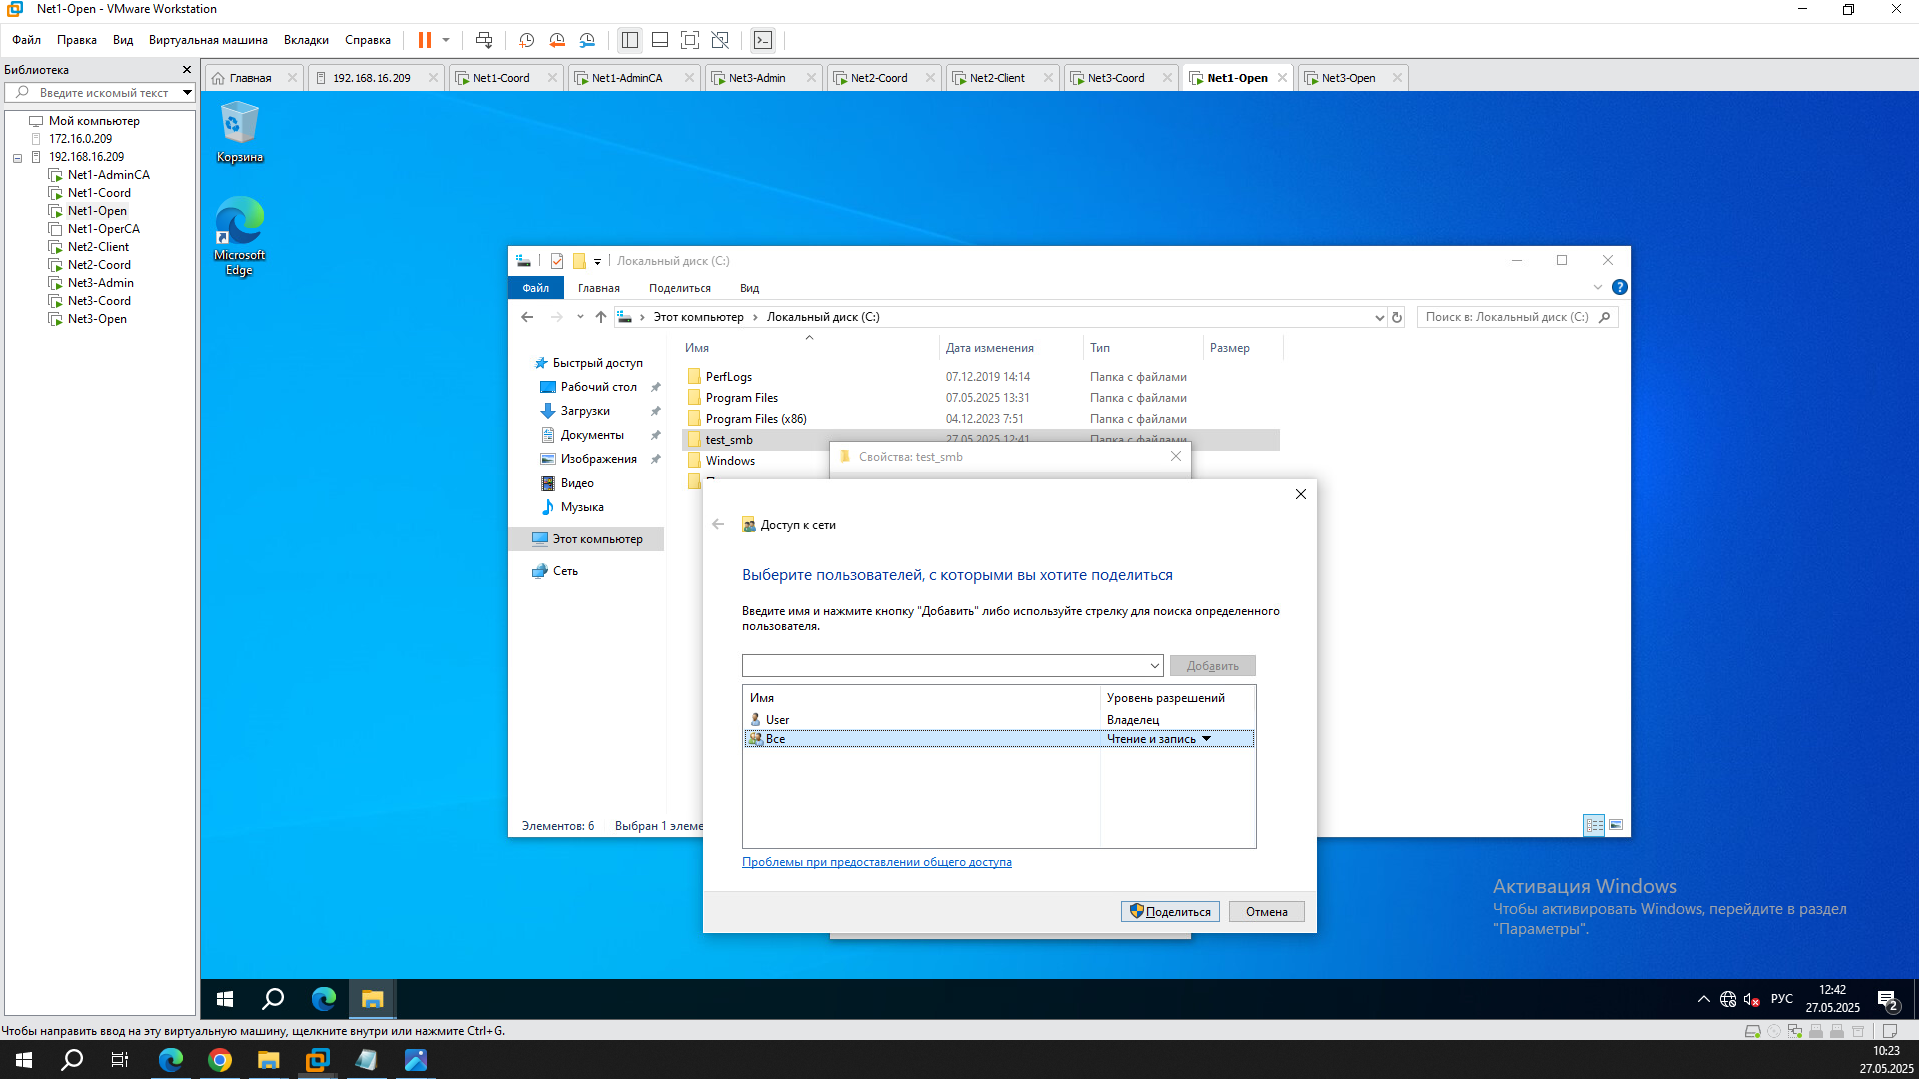 Net1-Open - VMware Workstation
Файл Правка Вид Виртуальная машина Вкладки Справка
Библиотека
Введите искомый текст
Мой компьютер
172.16.0.209
192.168.16.209
Net1-AdminCA
Net1-Coord
Net1-Open
Net1-OperCA
Net2-Client
Net2-Coord
Net3-Admin
Net3-Coord
Net3-Open
Главная 192.168.16.209 Net1-Coord Net1-AdminCA Net3-Admin Net2-Coord Net2-Client Net3-Coord Net1-Open Net3-Open
Корзина
Microsoft
Edge
Локальный диск (C:)
Файл Главная Поделиться Вид
Этот компьютер Локальный диск (C:)
Поиск в: Локальный диск (C:)
Быстрый доступ
Рабочий стол
Загрузки
Документы
Изображения
Видео
Музыка
Этот компьютер
Сеть
Имя Дата изменения Тип Размер
PerfLogs 07.12.2019 14:14 Папка с файлами
Program Files 07.05.2025 13:31 Папка с файлами
Program Files (x86) 04.12.2023 7:51 Папка с файлами
test_smb 27.05.2025 12:41 Папка с файлами
Windows
Элементов: 6 Выбран 1 элеме
Свойства: test_smb
Доступ к сети
Выберите пользователей, с которыми вы хотите поделиться
Введите имя и нажмите кнопку "Добавить" либо используйте стрелку для поиска определенного
пользователя.
Добавить
Имя Уровень разрешений
User Владелец
Все Чтение и запись
Проблемы при предоставлении общего доступа
Поделиться Отмена
Активация Windows
Чтобы активировать Windows, перейдите в раздел
"Параметры".
РУС
12:42
27.05.2025
2
Чтобы направить ввод на эту виртуальную машину, щелкните внутри или нажмите Ctrl+G.
10:23
27.05.2025